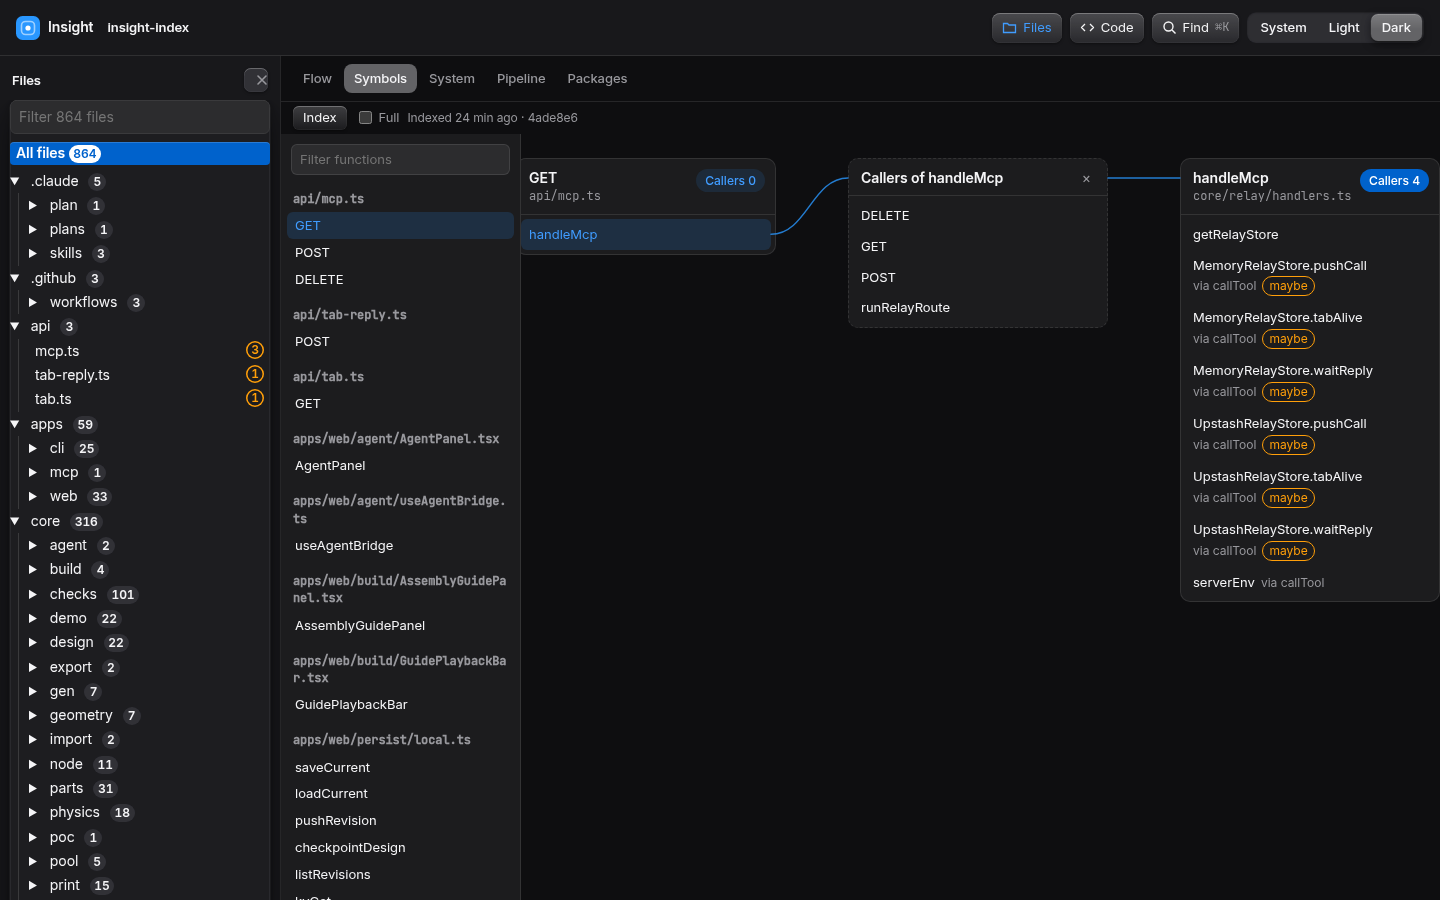 Insight insight-index
Files Code Find ⌘K System Light Dark
Files
Filter 864 files
All files 864
.claude 5
plan 1
plans 1
skills 3
.github 3
workflows 3
api 3
mcp.ts 3
tab-reply.ts 1
tab.ts 1
apps 59
cli 25
mcp 1
web 33
core 316
agent 2
build 4
checks 101
demo 22
design 22
export 2
gen 7
geometry 7
import 2
node 11
parts 31
physics 18
poc 1
pool 5
print 15
Flow Symbols System Pipeline Packages
Index Full Indexed 24 min ago · 4ade8e6
Filter functions
api/mcp.ts
GET
POST
DELETE
api/tab-reply.ts
POST
api/tab.ts
GET
apps/web/agent/AgentPanel.tsx
AgentPanel
apps/web/agent/useAgentBridge.
ts
useAgentBridge
apps/web/build/AssemblyGuidePa
nel.tsx
AssemblyGuidePanel
apps/web/build/GuidePlaybackBa
r.tsx
GuidePlaybackBar
apps/web/persist/local.ts
saveCurrent
loadCurrent
pushRevision
checkpointDesign
listRevisions
GET Callers 0
api/mcp.ts
handleMcp
Callers of handleMcp ×
DELETE
GET
POST
runRelayRoute
handleMcp Callers 4
core/relay/handlers.ts
getRelayStore
MemoryRelayStore.pushCall
via callTool maybe
MemoryRelayStore.tabAlive
via callTool maybe
MemoryRelayStore.waitReply
via callTool maybe
UpstashRelayStore.pushCall
via callTool maybe
UpstashRelayStore.tabAlive
via callTool maybe
UpstashRelayStore.waitReply
via callTool maybe
serverEnv via callTool